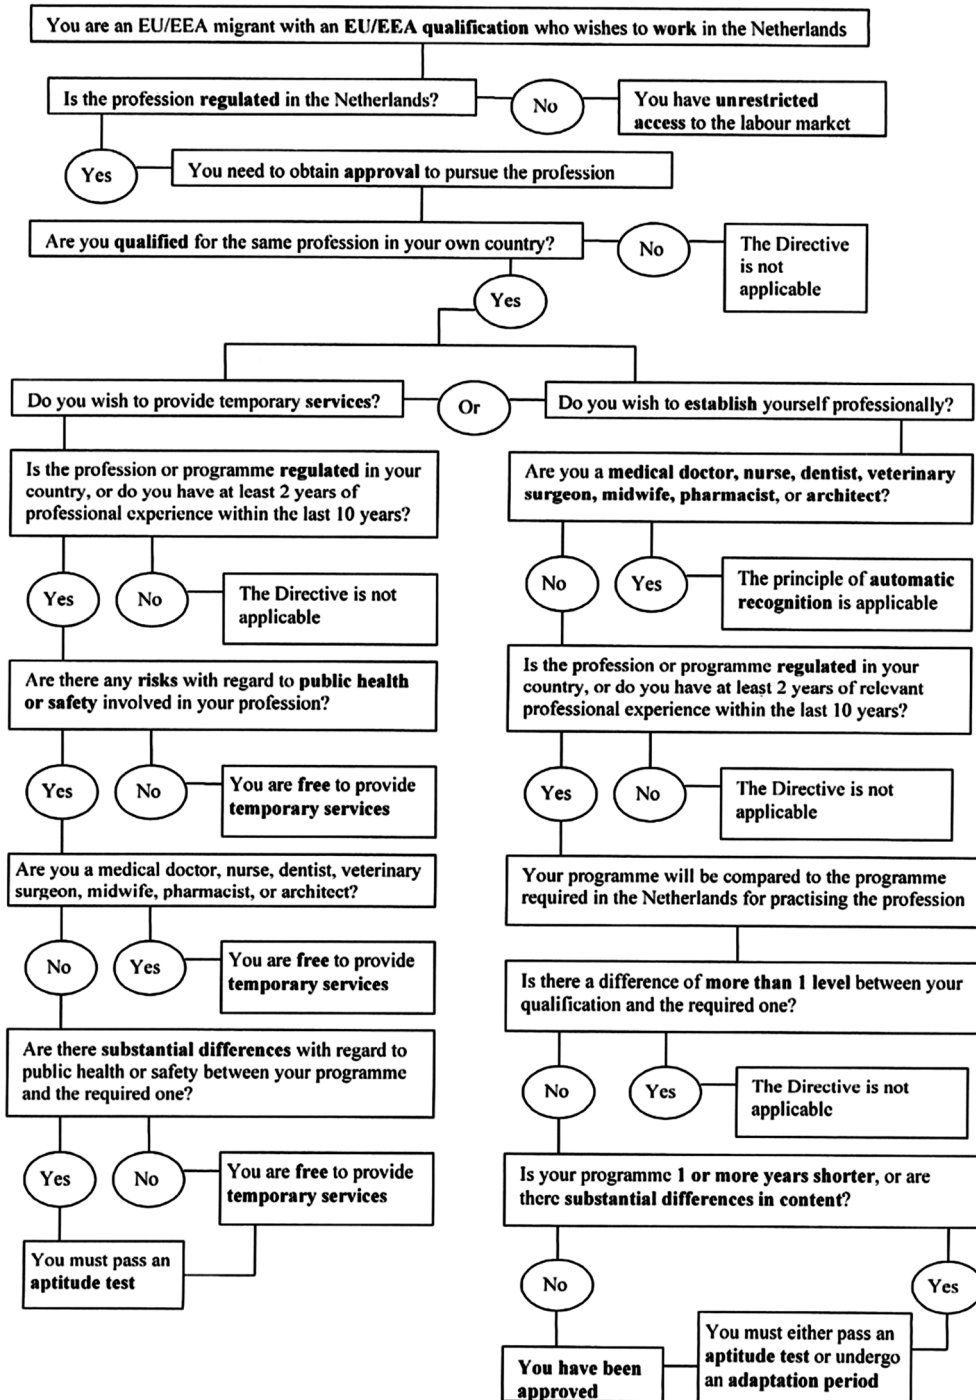 You are an EU/EEA migrant with an EU/EEA qualification who wishes to work in the Netherlands
Is the profession regulated in the Netherlands?
No
You have unrestricted
access to the labour market
Yes
You need to obtain approval to pursue the profession
Are you qualified for the same profession in your own country?
No
The Directive
is not
applicable
Yes
Do you wish to provide temporary services?
Or
Do you wish to establish yourself professionally?
Is the profession or programme regulated in your
country, or do you have at least 2 years of
professional experience within the last 10 years?
Yes
No
The Directive is not
applicable
Are there any risks with regard to public health
or safety involved in your profession?
Yes
No
You are free to provide
temporary services
Are you a medical doctor, nurse, dentist, veterinary
surgeon, midwife, pharmacist, or architect?
No
Yes
You are free to provide
temporary services
Are there substantial differences with regard to
public health or safety between your programme
and the required one?
Yes
No
You are free to provide
temporary services
You must pass an
aptitude test
Are you a medical doctor, nurse, dentist, veterinary
surgeon, midwife, pharmacist, or architect?
No
Yes
The principle of automatic
recognition is applicable
Is the profession or programme regulated in your
country, or do you have at least 2 years of relevant
professional experience within the last 10 years?
Yes
No
The Directive is not
applicable
Your programme will be compared to the programme
required in the Netherlands for practising the profession
Is there a difference of more than 1 level between your
qualification and the required one?
No
Yes
The Directive is not
applicable
Is your programme 1 or more years shorter, or are
there substantial differences in content?
No
Yes
You must either pass an
aptitude test or undergo
an adaptation period
You have been
approved